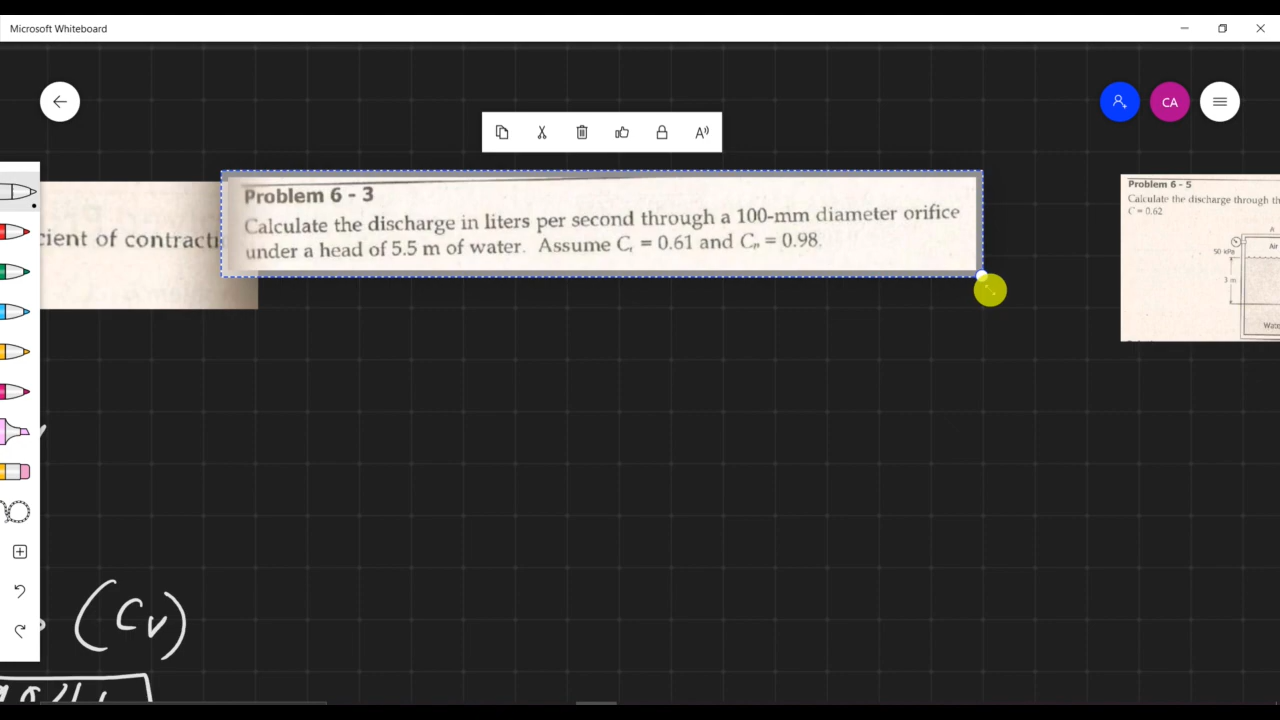 Microsoft Whiteboard
CA
Problem 6 - 3
Calculate the discharge in liters per second through a 100-mm diameter orifice
under a head of 5.5 m of water. Assume Cc = 0.61 and Cv = 0.98.
cient of contracti
Problem 6 - 5
Calculate the discharge through th
C = 0.62
A
50 kPa
Air
3 m
Wate
(Cv)